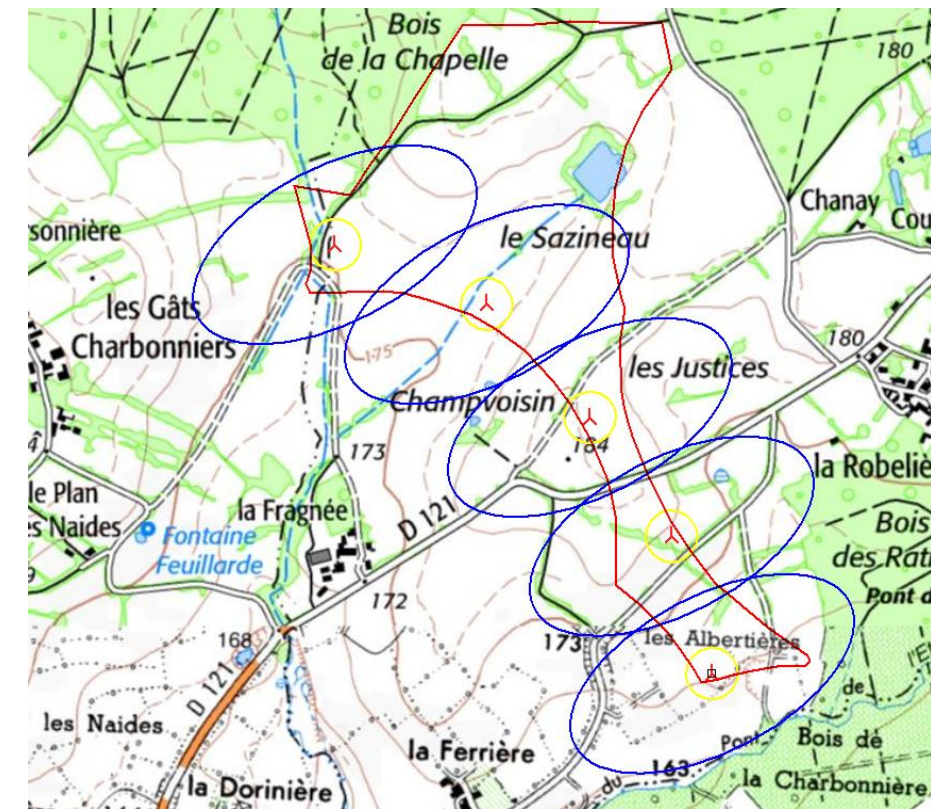 Bois
de la Chapelle
180
Chanay
Cou
sonnière
le Sazineau
les Gâts
Charbonniers
175
les Justices
180
Champvoisin
184
173
la Robeliè
D 121
le Plan
es Naides
la Fragnée
Fontaine
Feuillarde
Bois
des Rat
Pont d
172
168
173
les Albertières
D 121
les Naides
la Ferrière
Pont
de
Bois de
du
163
la Charbonnière
la Dorinière